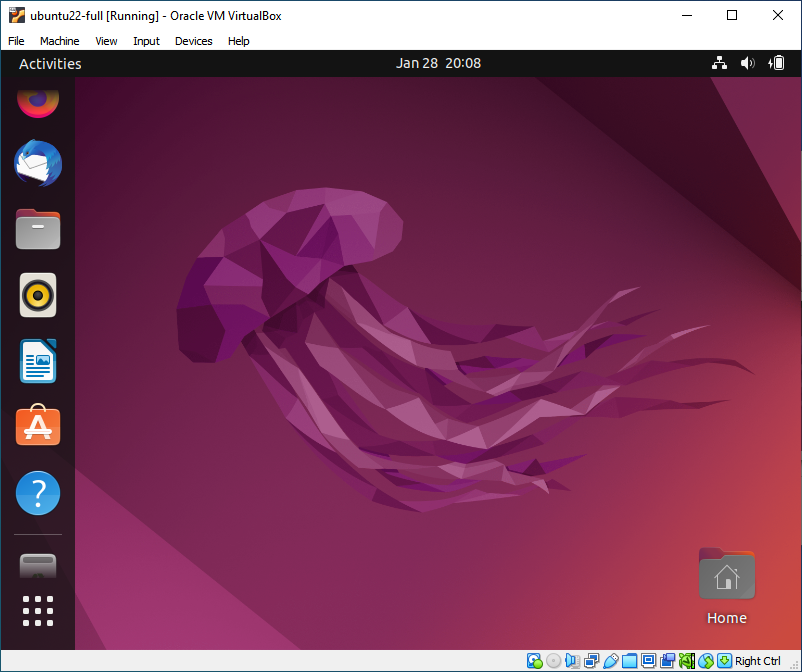 ubuntu22-full [Running] - Oracle VM VirtualBox
File Machine View Input Devices Help
Activities Jan 28 20:08
?
Home
Right Ctrl